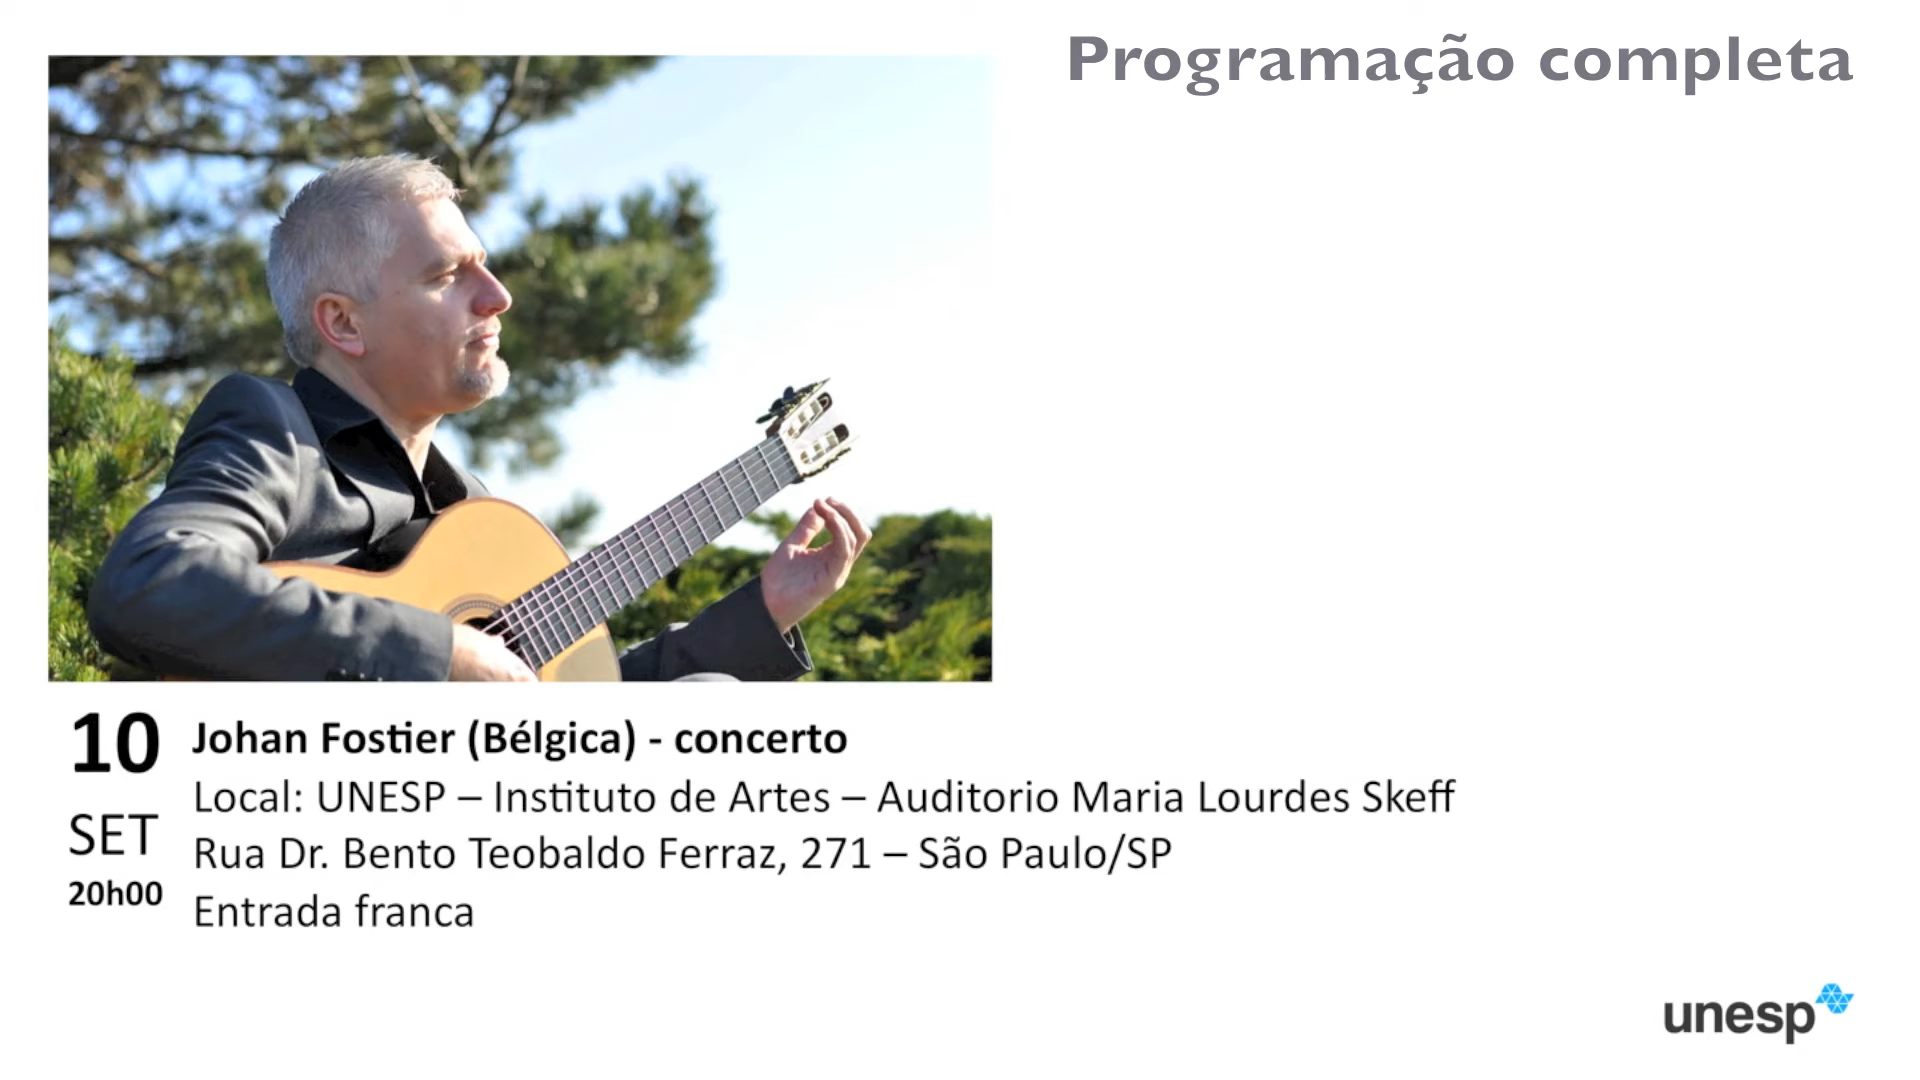 Programação completa
10
SET
20h00
Johan Fostier (Bélgica) - concerto
Local: UNESP – Instituto de Artes – Auditorio Maria Lourdes Skeff
Rua Dr. Bento Teobaldo Ferraz, 271 – São Paulo/SP
Entrada franca
unesp